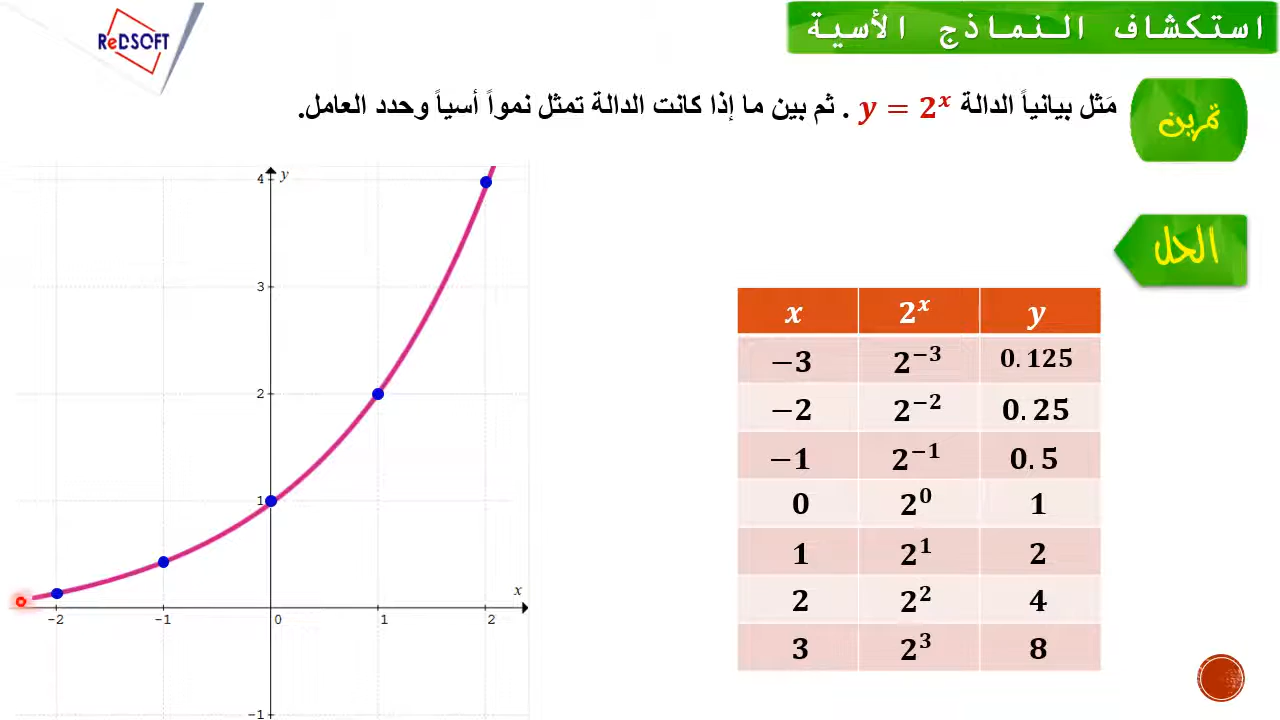 ReDSOFT
استكشاف النماذج الأسية
تمرين
مَثل بيانياً الدالة y = 2^x . ثم بين ما إذا كانت الدالة تمثل نمواً أسياً وحدد العامل.
الحل
x 2^x y
−3 2^−3 0.125
−2 2^−2 0.25
−1 2^−1 0.5
0 2^0 1
1 2^1 2
2 2^2 4
3 2^3 8
y
4
3
2
1
x
−2 −1 0 1 2
−1